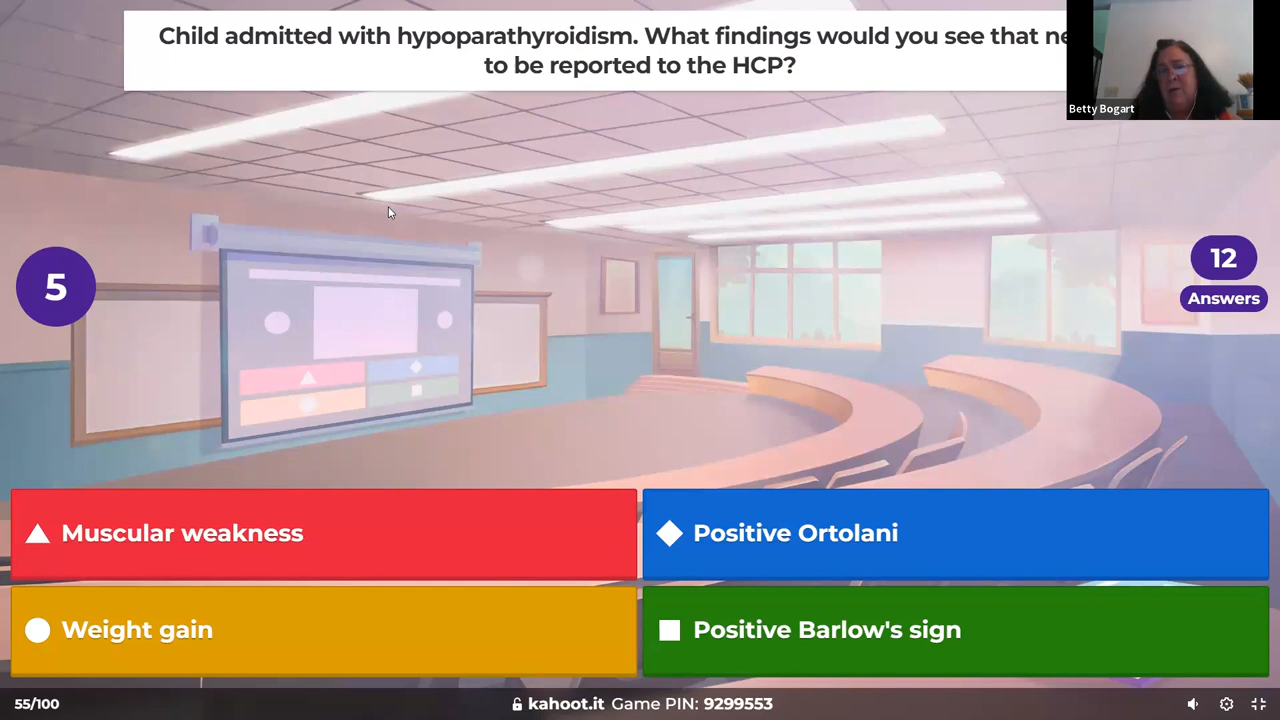 Child admitted with hypoparathyroidism. What findings would you see that ne
to be reported to the HCP?
Betty Bogart
5
12
Answers
Muscular weakness
Positive Ortolani
Weight gain
Positive Barlow's sign
55/100
kahoot.it Game PIN: 9299553